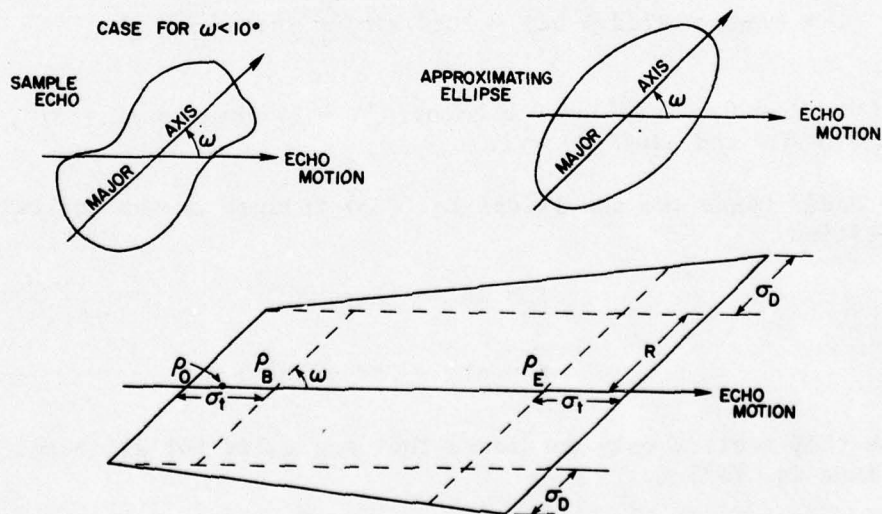 CASE FOR ω<10°
SAMPLE
ECHO
MAJOR AXIS
ω
ECHO
MOTION
APPROXIMATING
ELLIPSE
MAJOR AXIS
ω
ECHO
MOTION
σD
R
ρO
ρB
ω
ρE
σt
σt
ECHO
MOTION
σD